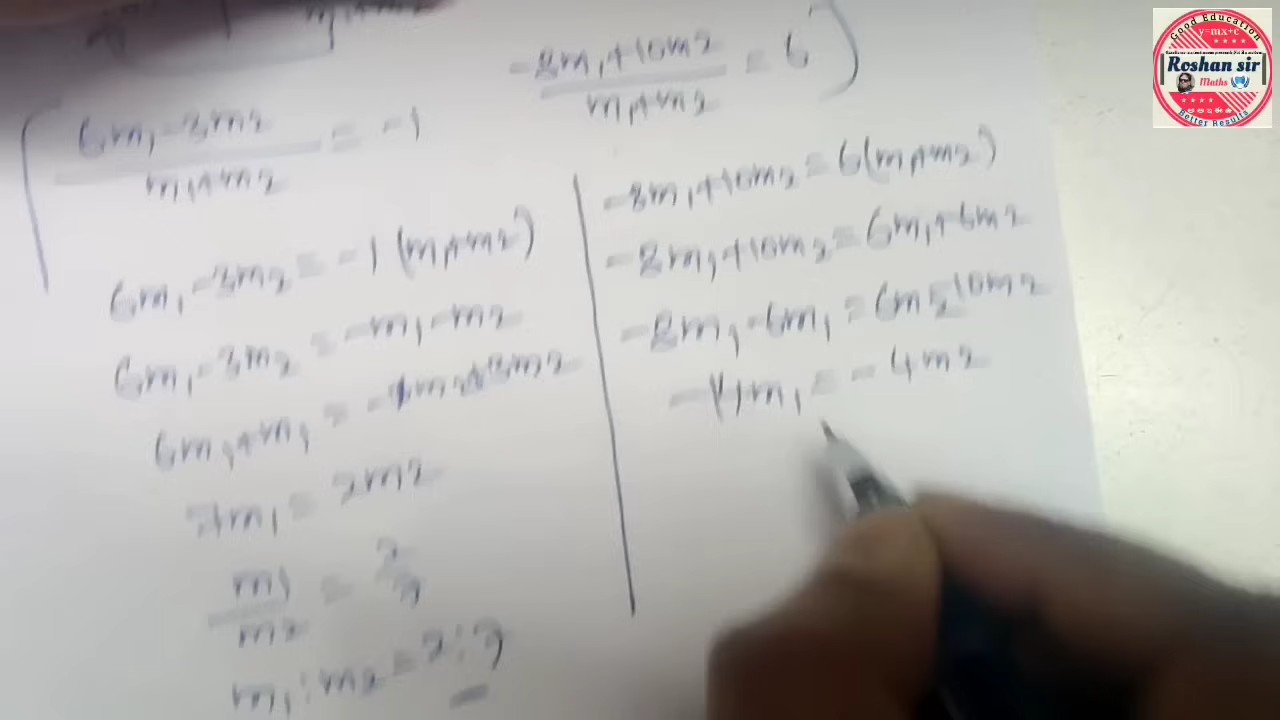 (6m₁-3m₂)/(m₁+m₂) = -1
6m₁-3m₂ = -1(m₁+m₂)
6m₁-3m₂ = -m₁-m₂
6m₁+m₁ = -1m₂+3m₂
7m₁ = 2m₂
m₁/m₂ = 2/7
m₁:m₂ = 2:7
(-8m₁+10m₂)/(m₁+m₂) = 6)
-8m₁+10m₂ = 6(m₁+m₂)
-8m₁+10m₂ = 6m₁+6m₂
-8m₁-6m₁ = 6m₂-10m₂
-14m₁ = -4m₂
Good Education
y=mx+c
Roshan sir
Maths
Better Results